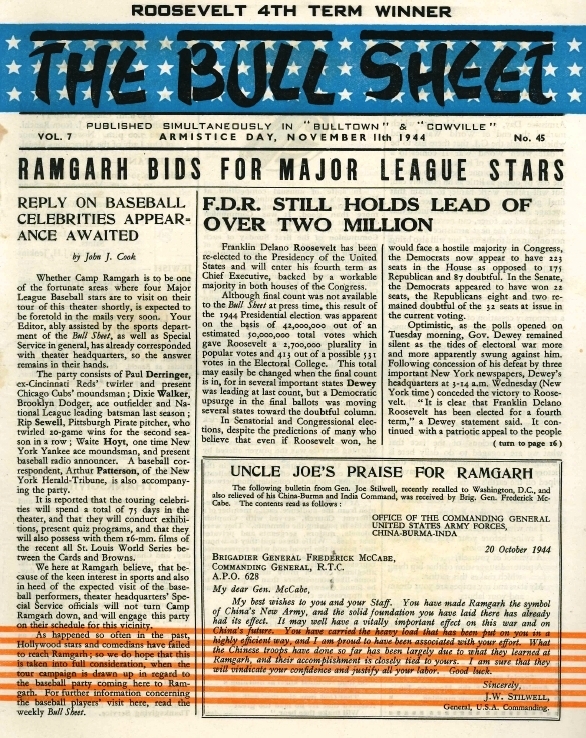 ROOSEVELT 4TH TERM WINNER
THE BULL SHEET
PUBLISHED SIMULTANEOUSLY IN "BULLTOWN" & "COWVILLE"
VOL. 7 ARMISTICE DAY, NOVEMBER 11th 1944 No. 45
RAMGARH BIDS FOR MAJOR LEAGUE STARS
REPLY ON BASEBALL
CELEBRITIES APPEAR-
ANCE AWAITED
by John J. Cook
Whether Camp Ramgarh is to be one
of the fortunate areas where four Major
League Baseball stars are to visit on their
tour of this theater shortly, is expected to
be foretold in the mails very soon. Your
Editor, ably assisted by the sports depart-
ment of the Bull Sheet, as well as Special
Service in general, has already corresponded
with theater headquarters, so the answer
remains in their hands.
The party consists of Paul Derringer,
ex-Cincinnati Reds' twirler and present
Chicago Cubs' moundsman; Dixie Walker,
Brooklyn Dodger, ace outfielder and Na-
tional League leading batsman last season;
Rip Sewell, Pittsburgh Pirate pitcher, who
twirled 20-game wins for the second sea-
son in a row; Waite Hoyt, one time New
York Yankee ace moundsman, and present
baseball radio announcer. A baseball cor-
respondent, Arthur Patterson, of the New
York Herald-Tribune, is also accompany-
ing the party.
It is reported that the touring celebri-
ties will spend a total of 75 days in the
theater, and that they will conduct exhibi-
tions, present quiz programs, and that they
will also possess with them 16-mm. films of
the recent all St. Louis World Series be-
tween the Cards and Browns.
We here at Ramgarh believe, that be-
cause of the keen interest in sports and also
in heed of the expected visit of the base-
ball performers, theater headquarters' Spe-
cial Service officials will not turn Camp
Ramgarh down, and will engage this party
on their schedule for this vicinity.
As happened so often in the past,
Hollywood stars and comedians have failed
to reach Ramgarh; so we do hope that this
is taken into full consideration, when the
tour campaign is drawn up in regard to
the baseball party coming here to Ram-
garh. For further information concerning
the baseball players' visit here, read the
weekly Bull Sheet.
F.D.R. STILL HOLDS LEAD OF
OVER TWO MILLION
Franklin Delano Roosevelt has been
re-elected to the Presidency of the United
States and will enter his fourth term as
Chief Executive, backed by a workable
majority in both houses of the Congress.
Although final count was not available
to the Bull Sheet at press time, this result of
the 1944 Presidential election was apparent
on the basis of 42,000,000 out of an
estimated 50,000,000 total votes which
gave Roosevelt a 2,700,000 plurality in
popular votes and 413 out of a possible 531
votes in the Electoral College. This total
may easily be changed when the final count
is in, for in several important states Dewey
was leading at last count, but a Democratic
upsurge in the final ballots was moving
several states toward the doubtful column.
In Senatorial and Congressional elec-
tions, despite the predictions of many who
believe that even if Roosevelt won, he
would face a hostile majority in Congress,
the Democrats now appear to have 223
seats in the House as opposed to 175
Republican and 87 doubtful. In the Senate,
the Democrats appeared to have won 22
seats, the Republicans eight and two re-
mained doubtful of the 32 seats at issue in
the current voting.
Optimistic, as the polls opened on
Tuesday morning, Gov. Dewey remained
silent as the tides of electoral war more
and more apparently swung against him.
Following concession of his defeat by three
important New York newspapers, Dewey's
headquarters at 3-14 a.m. Wednesday (New
York time) conceded the victory to Roose-
velt. "It is clear that Franklin Delano
Roosevelt has been elected for a fourth
term," a Dewey statement said. It con-
tinued with a patriotic appeal to the people
( turn to page 16 )
UNCLE JOE'S PRAISE FOR RAMGARH
The following bulletin from Gen. Joe Stilwell, recently recalled to Washington, D.C., and
also relieved of his China-Burma and India Command, was received by Brig. Gen. Frederick Mc-
Cabe. The contents read as follows:
OFFICE OF THE COMMANDING GENERAL
UNITED STATES ARMY FORCES,
CHINA-BURMA-INDIA
20 October 1944
BRIGADIER GENERAL FREDERICK McCABE,
COMMANDING GENERAL, R.T.C.
A.P.O. 628
My dear Gen. McCabe,
My best wishes to you and your Staff. You have made Ramgarh the symbol
of China's New Army, and the solid foundation you have laid there has already
had its effect. It may well have a vitally important effect on this war and on
China's future. You have carried the heavy load that has been put on you in a
highly efficient way, and I am proud to have been associated with your effort. What
the Chinese troops have done so far has been largely due to what they learned at
Ramgarh, and their accomplishment is closely tied to yours. I am sure that they
will vindicate your confidence and justify all your labor. Good luck.
Sincerely,
J.W. STILWELL,
General, U.S.A. Commanding.